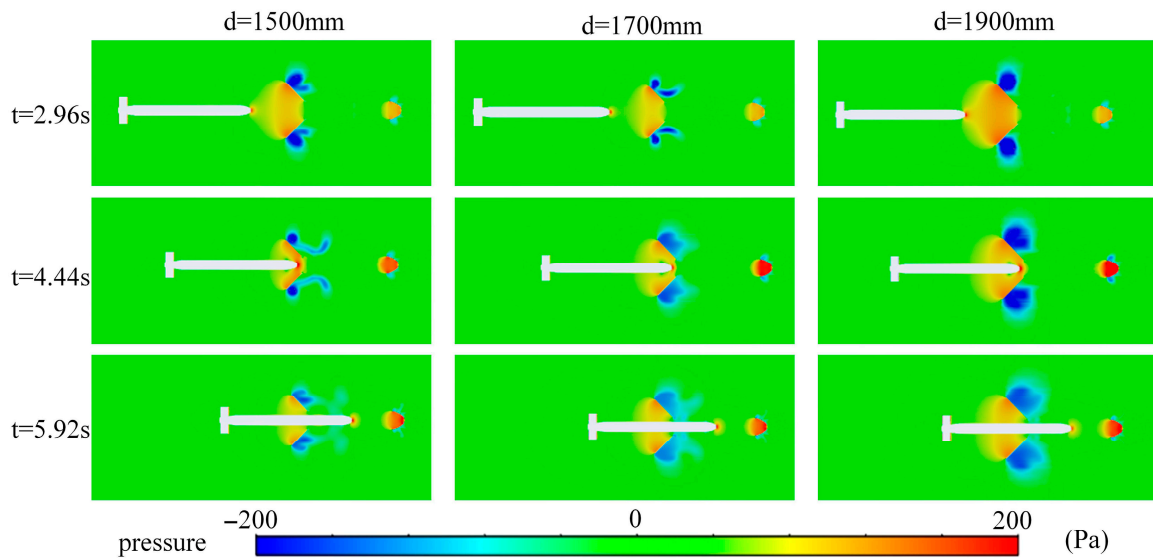 d=1500mm d=1700mm d=1900mm
t=2.96s
t=4.44s
t=5.92s
−200 0 200
pressure (Pa)